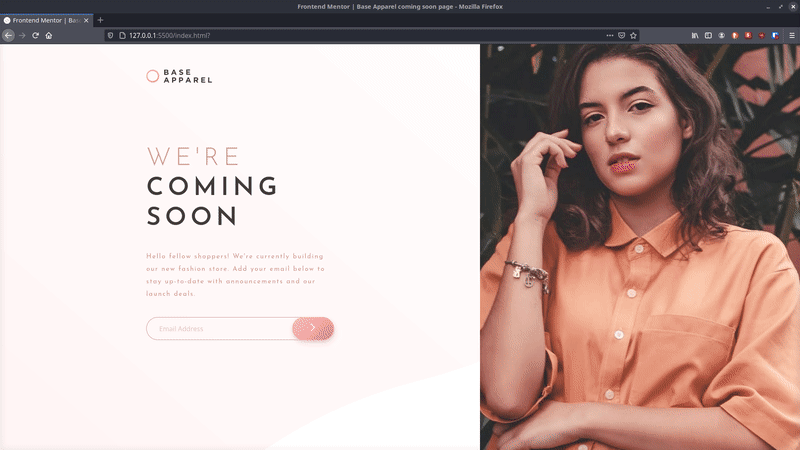 Frontend Mentor | Base Apparel coming soon page - Mozilla Firefox
Frontend Mentor | Bas
127.0.0.1:5500/index.html?
BASE
APPAREL
WE'RE
COMING
SOON
Hello fellow shoppers! We're currently building
our new fashion store. Add your email below to
stay up-to-date with announcements and our
launch deals.
Email Address